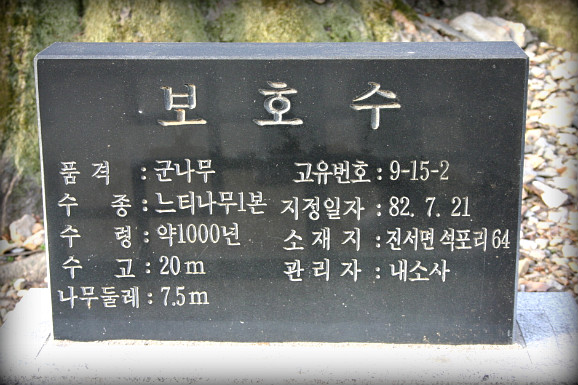 보호수
품격 : 군나무
수종 : 느티나무1본
수령 : 약1000년
수고 : 20m
나무둘레 : 7.5m
고유번호 : 9-15-2
지정일자 : 82. 7. 21
소재지 : 진서면 석포리 64
관리자 : 내소사